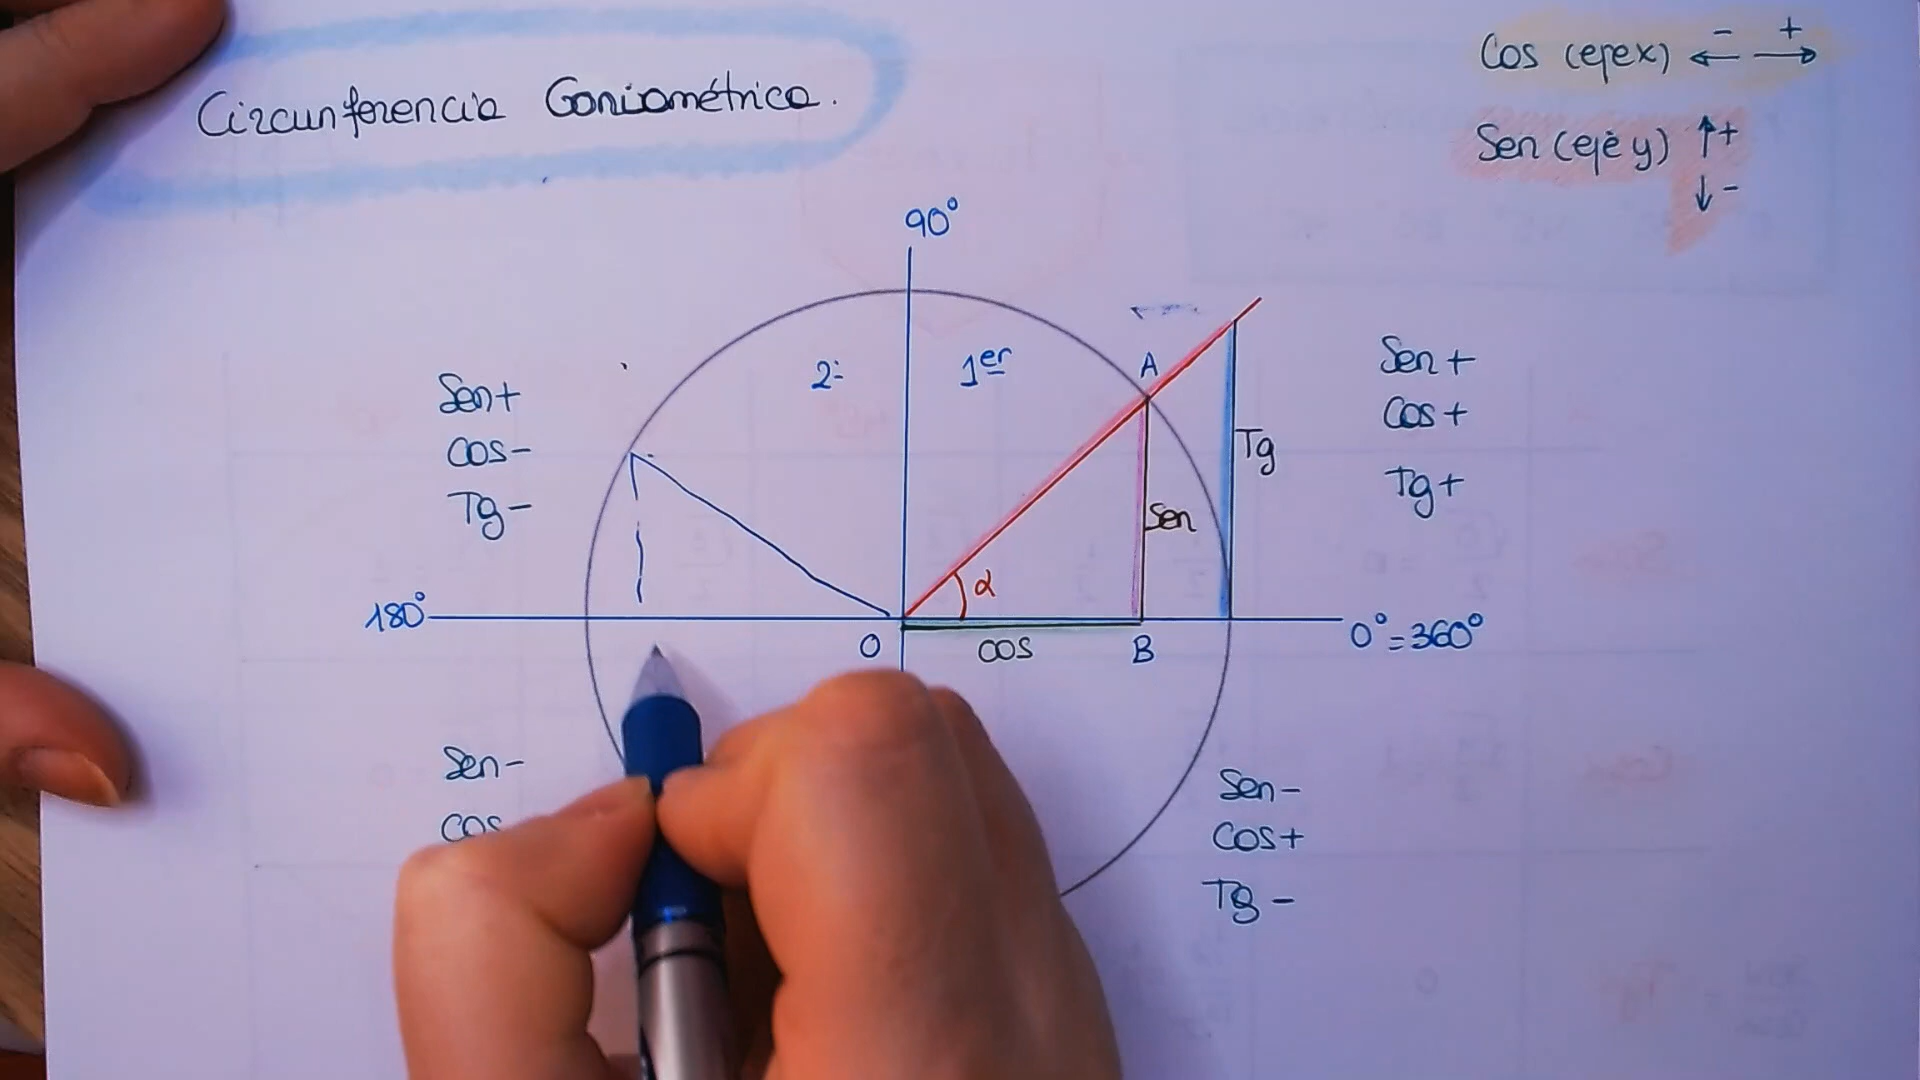 Circunferencia Goniométrica.
Cos (eje x) ← - → +
Sen (eje y) ↑+
↓-
90°
2º
1er
A
Sen+
Cos-
Tg-
Sen+
Cos+
Tg+
Tg
Sen
α
180°
O
cos
B
0°=360°
Sen-
Cos
Sen-
Cos+
Tg-